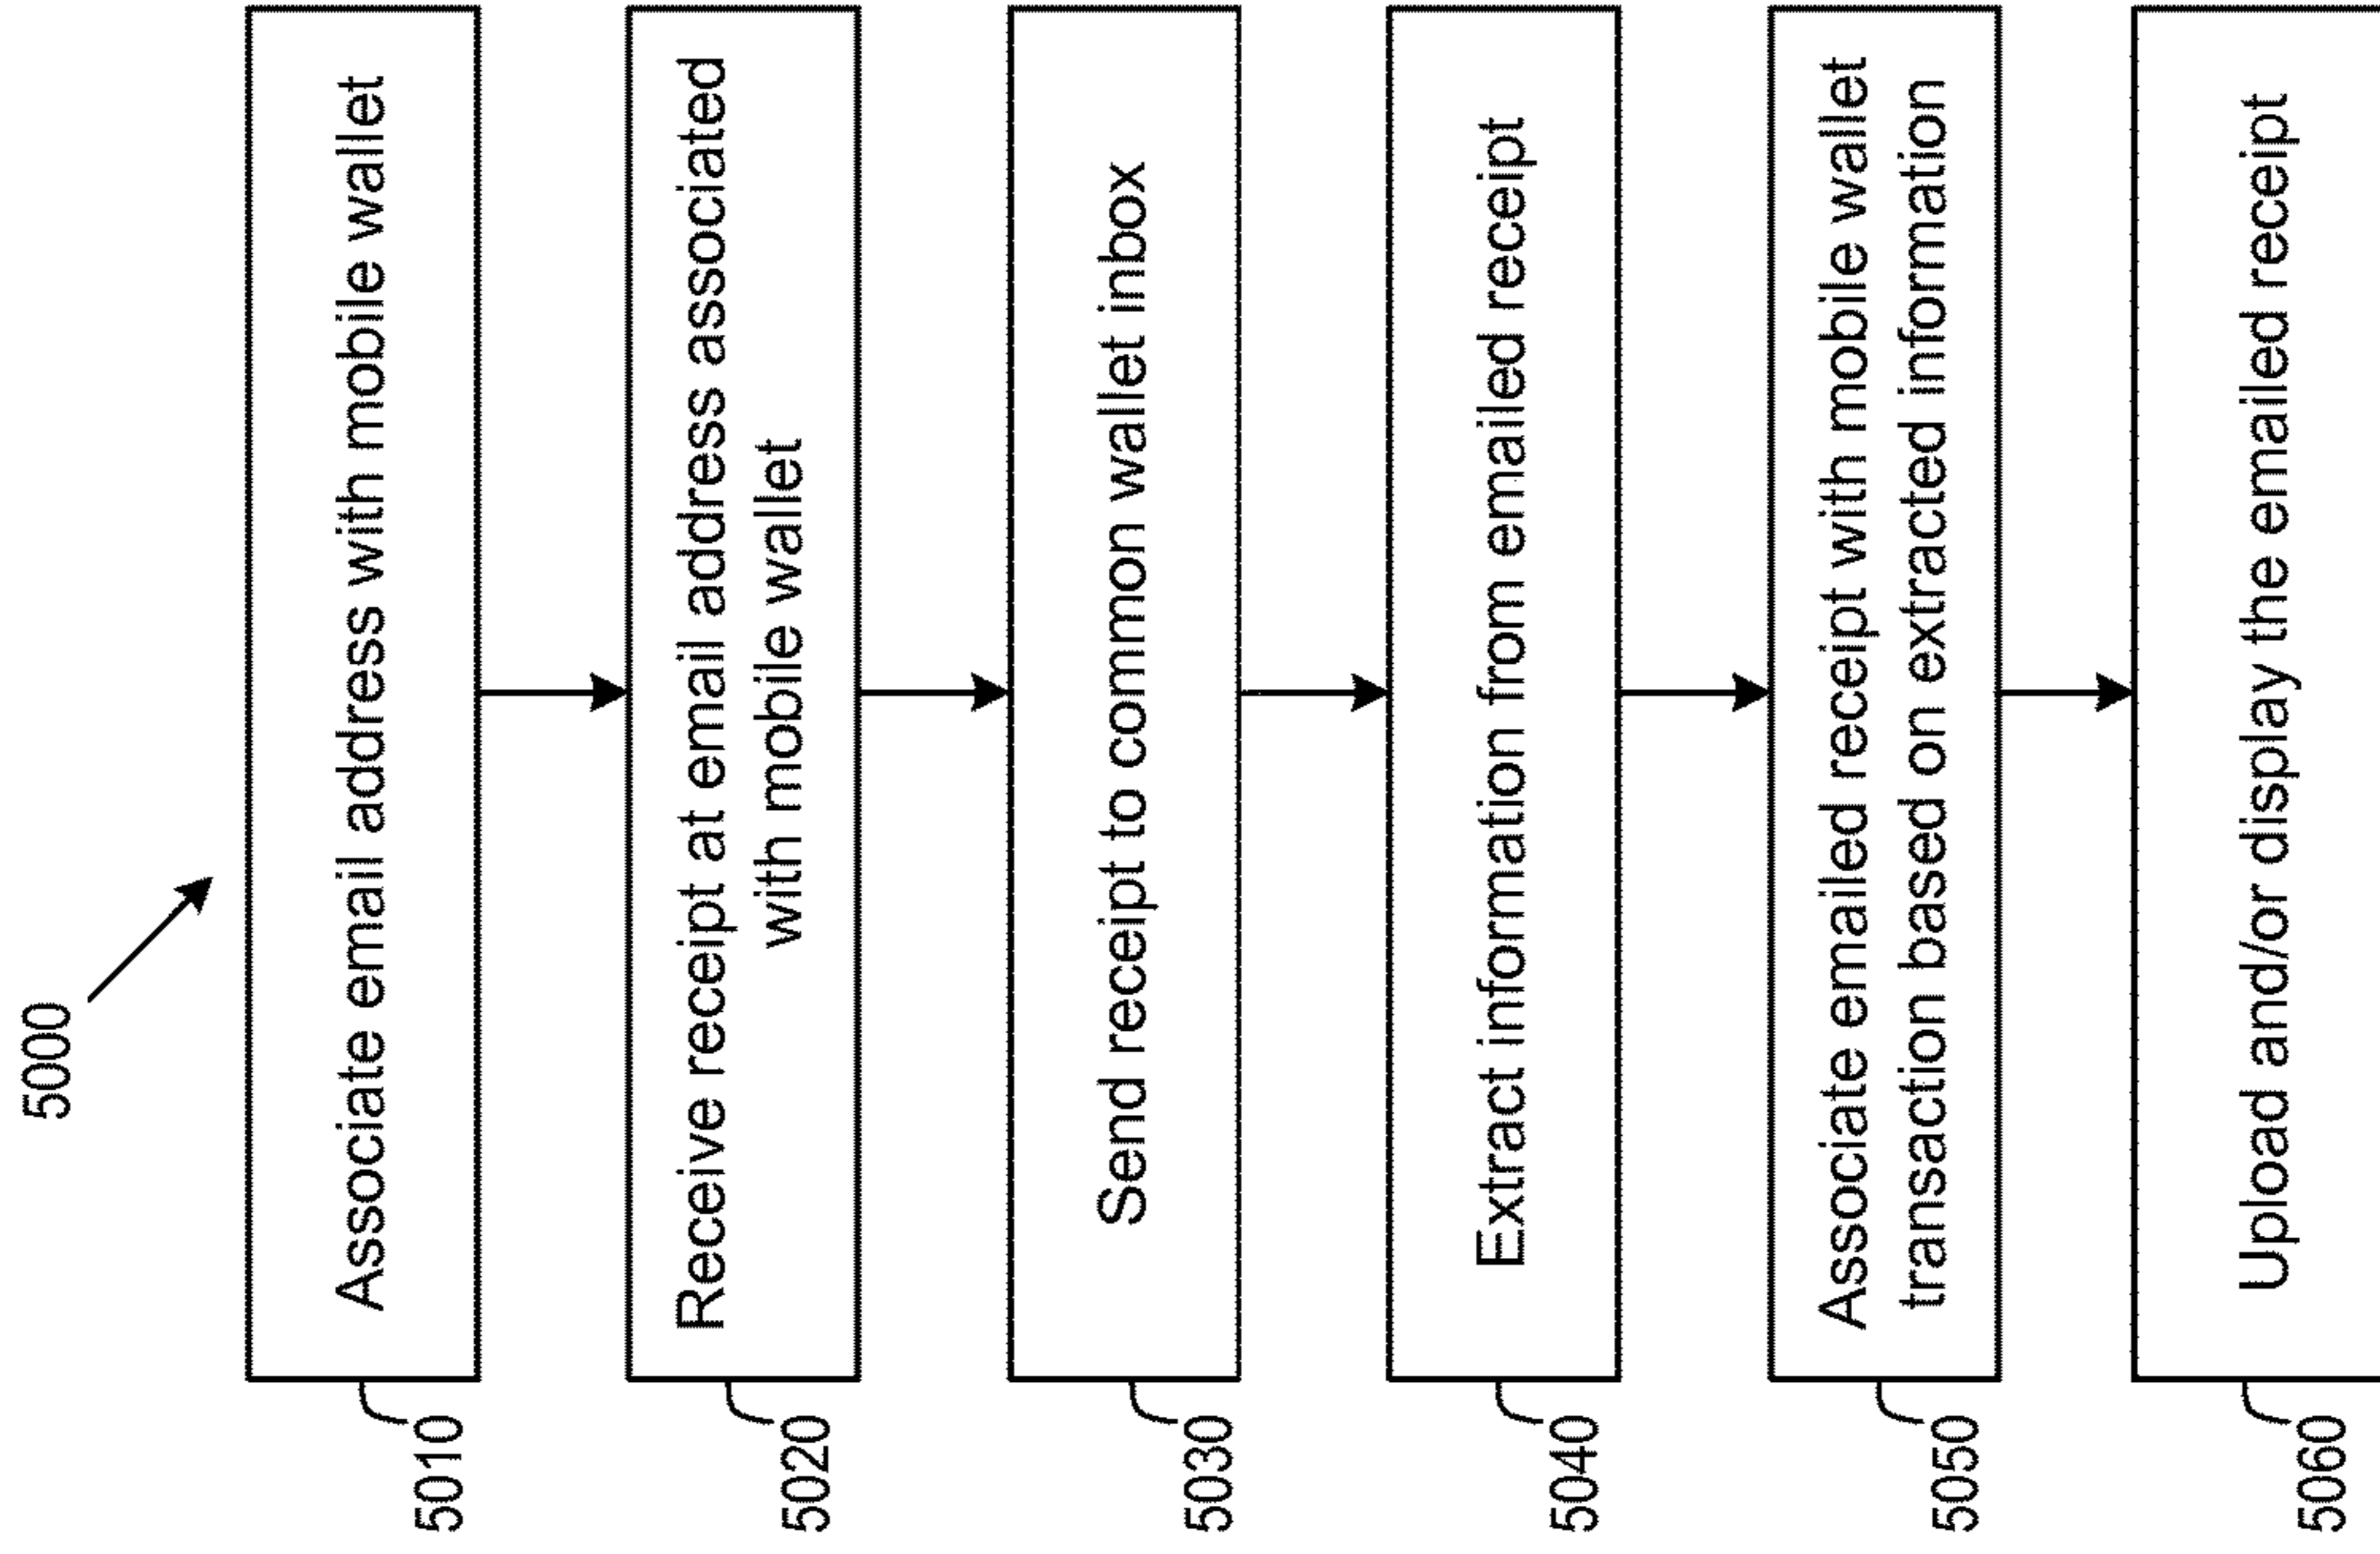 5000
5010
Associate email address with mobile wallet
5020
Receive receipt at email address associated
with mobile wallet
5030
Send receipt to common wallet inbox
5040
Extract information from emailed receipt
5050
Associate emailed receipt with mobile wallet
transaction based on extracted information
5060
Upload and/or display the emailed receipt